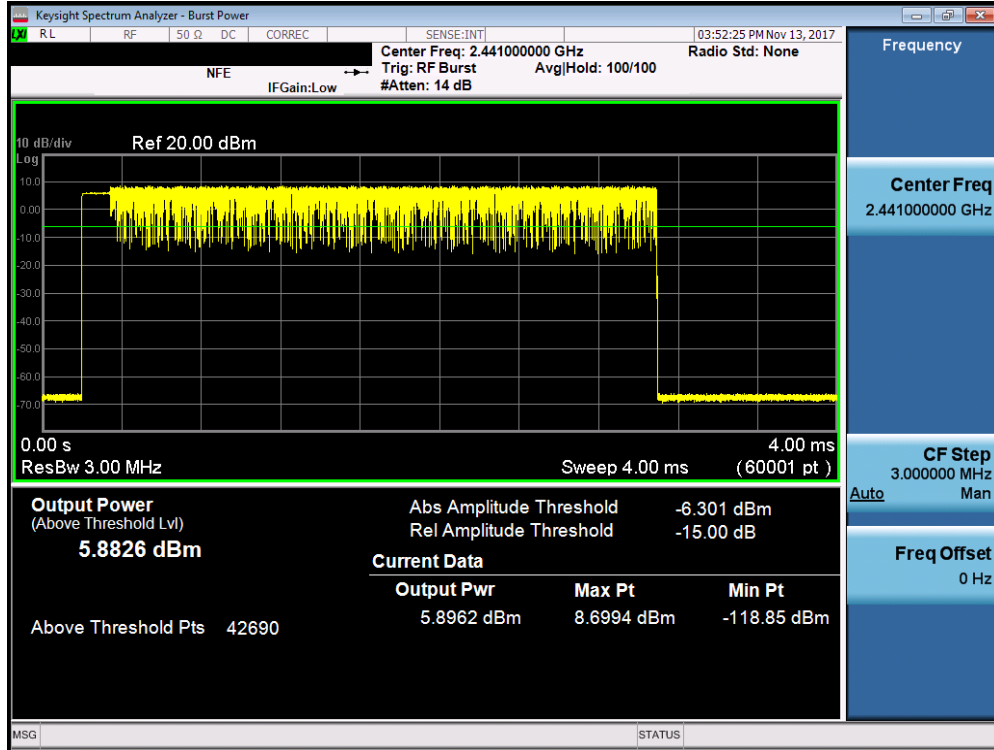 Keysight Spectrum Analyzer - Burst Power
LXI RL RF 50 Ω DC CORREC SENSE:INT 03:52:25 PM Nov 13, 2017
Center Freq: 2.441000000 GHz Radio Std: None
NFE Trig: RF Burst Avg|Hold: 100/100
IFGain:Low #Atten: 14 dB
10 dB/div Ref 20.00 dBm
Log
10.0
0.00
-10.0
-20.0
-30.0
-40.0
-50.0
-60.0
-70.0
0.00 s 4.00 ms
ResBw 3.00 MHz Sweep 4.00 ms (60001 pt)
Output Power
(Above Threshold Lvl)
5.8826 dBm
Above Threshold Pts 42690
Abs Amplitude Threshold -6.301 dBm
Rel Amplitude Threshold -15.00 dB
Current Data
Output Pwr Max Pt Min Pt
5.8962 dBm 8.6994 dBm -118.85 dBm
Frequency
Center Freq
2.441000000 GHz
CF Step
3.000000 MHz
Auto Man
Freq Offset
0 Hz
MSG STATUS